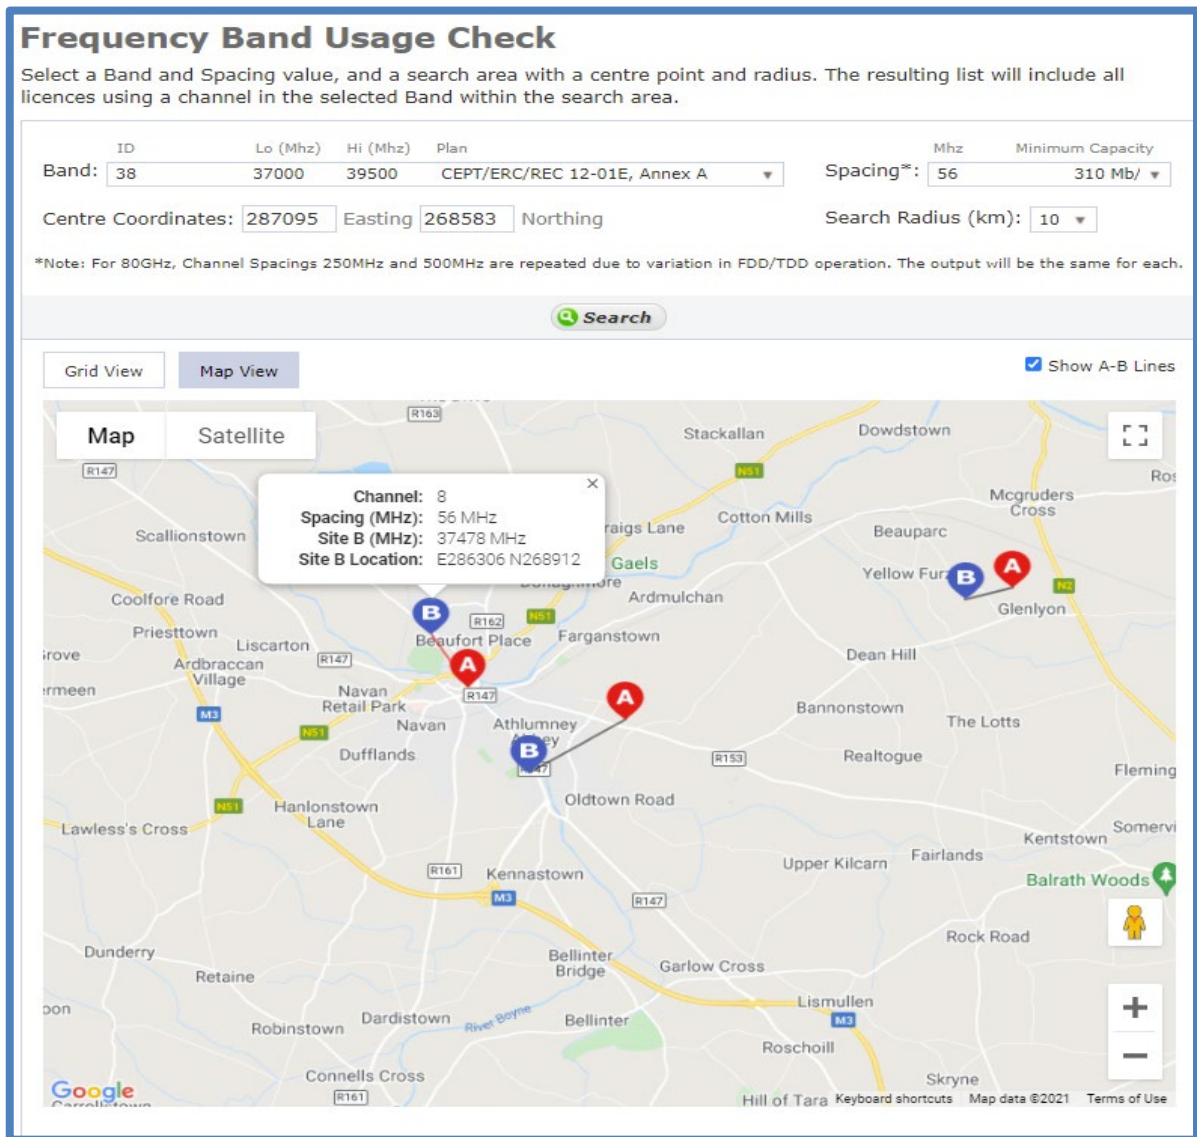 Frequency Band Usage Check
Select a Band and Spacing value, and a search area with a centre point and radius. The resulting list will include all
licences using a channel in the selected Band within the search area.
ID Lo (Mhz) Hi (Mhz) Plan Mhz Minimum Capacity
Band: 38 37000 39500 CEPT/ERC/REC 12-01E, Annex A Spacing*: 56 310 Mb/
Centre Coordinates: 287095 Easting 268583 Northing Search Radius (km): 10
*Note: For 80GHz, Channel Spacings 250MHz and 500MHz are repeated due to variation in FDD/TDD operation. The output will be the same for each.
Search
Grid View Map View Show A-B Lines
Map Satellite
R163
Stackallan
Dowdstown
R147
N51
Channel: 8
Spacing (MHz): 56 MHz
Site B (MHz): 37478 MHz
Site B Location: E286306 N268912
Mcgruders
Cross
Scallionstown
raigs Lane
Cotton Mills
Beauparc
Gaels
Yellow Fur
B
A
N2
Coolfore Road
Ardmulchan
Glenlyon
B
R162
N51
Priesttown
Beaufort Place
Farganstown
Liscarton
rove
R147
Ardbraccan
Village
Dean Hill
A
ermeen
Navan
Retail Park
R147
A
M3
Bannonstown
The Lotts
Navan
Athlumney
N51
B
Dufflands
R153
Realtogue
Fleming
Hanlonstown
Lane
N51
Oldtown Road
Lawless's Cross
Somervi
Kentstown
Fairlands
Upper Kilcarn
R161
Kennastown
Balrath Woods
M3
R147
Rock Road
Dunderry
Bellinter
Bridge
Retaine
Garlow Cross
Lismullen
oon
M3
Dardistown
River Boyne
Bellinter
Robinstown
Roschoill
Connells Cross
Skryne
Google
R161
Hill of Tara
Keyboard shortcuts Map data ©2021 Terms of Use